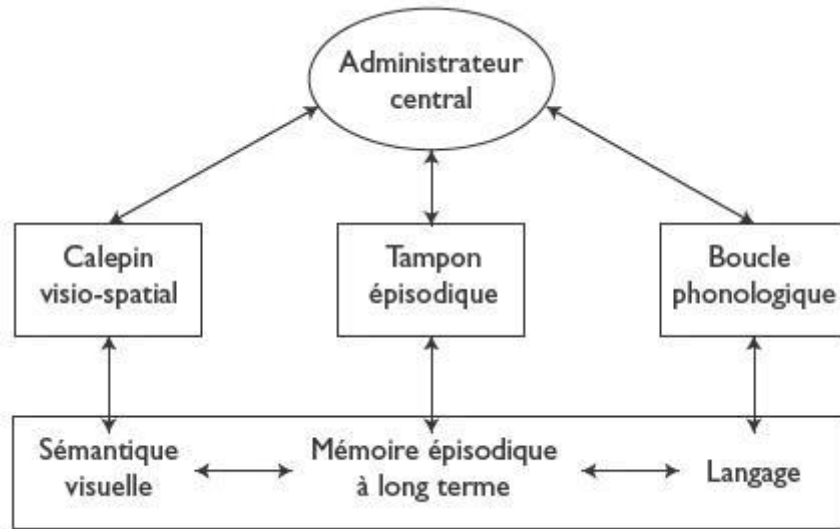 Administrateur
central
Calepin
visio-spatial
Tampon
épisodique
Boucle
phonologique
Sémantique
visuelle
Mémoire épisodique
à long terme
Langage